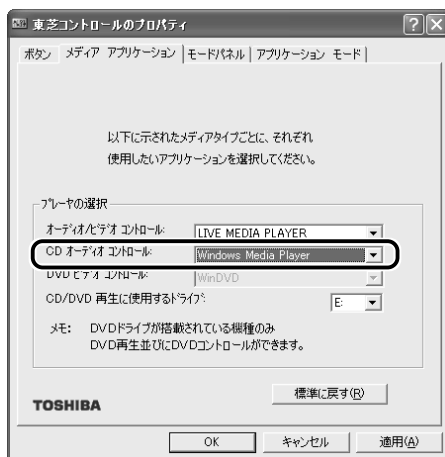 東芝コントロールのプロパティ
ボタン メディア アプリケーション モードパネル アプリケーション モード
以下に示されたメディアタイプごとに、それぞれ
使用したいアプリケーションを選択してください。
プレーヤの選択
オーディオ/ビデオ コントロール: LIVE MEDIA PLAYER
CD オーディオ コントロール: Windows Media Player
DVD ビデオ コントロール: WinDVD
CD/DVD 再生に使用するドライブ: E:
メモ: DVDドライブが搭載されている機種のみ
DVD再生並びにDVDコントロールができます。
標準に戻す(R)
TOSHIBA
OK キャンセル 適用(A)